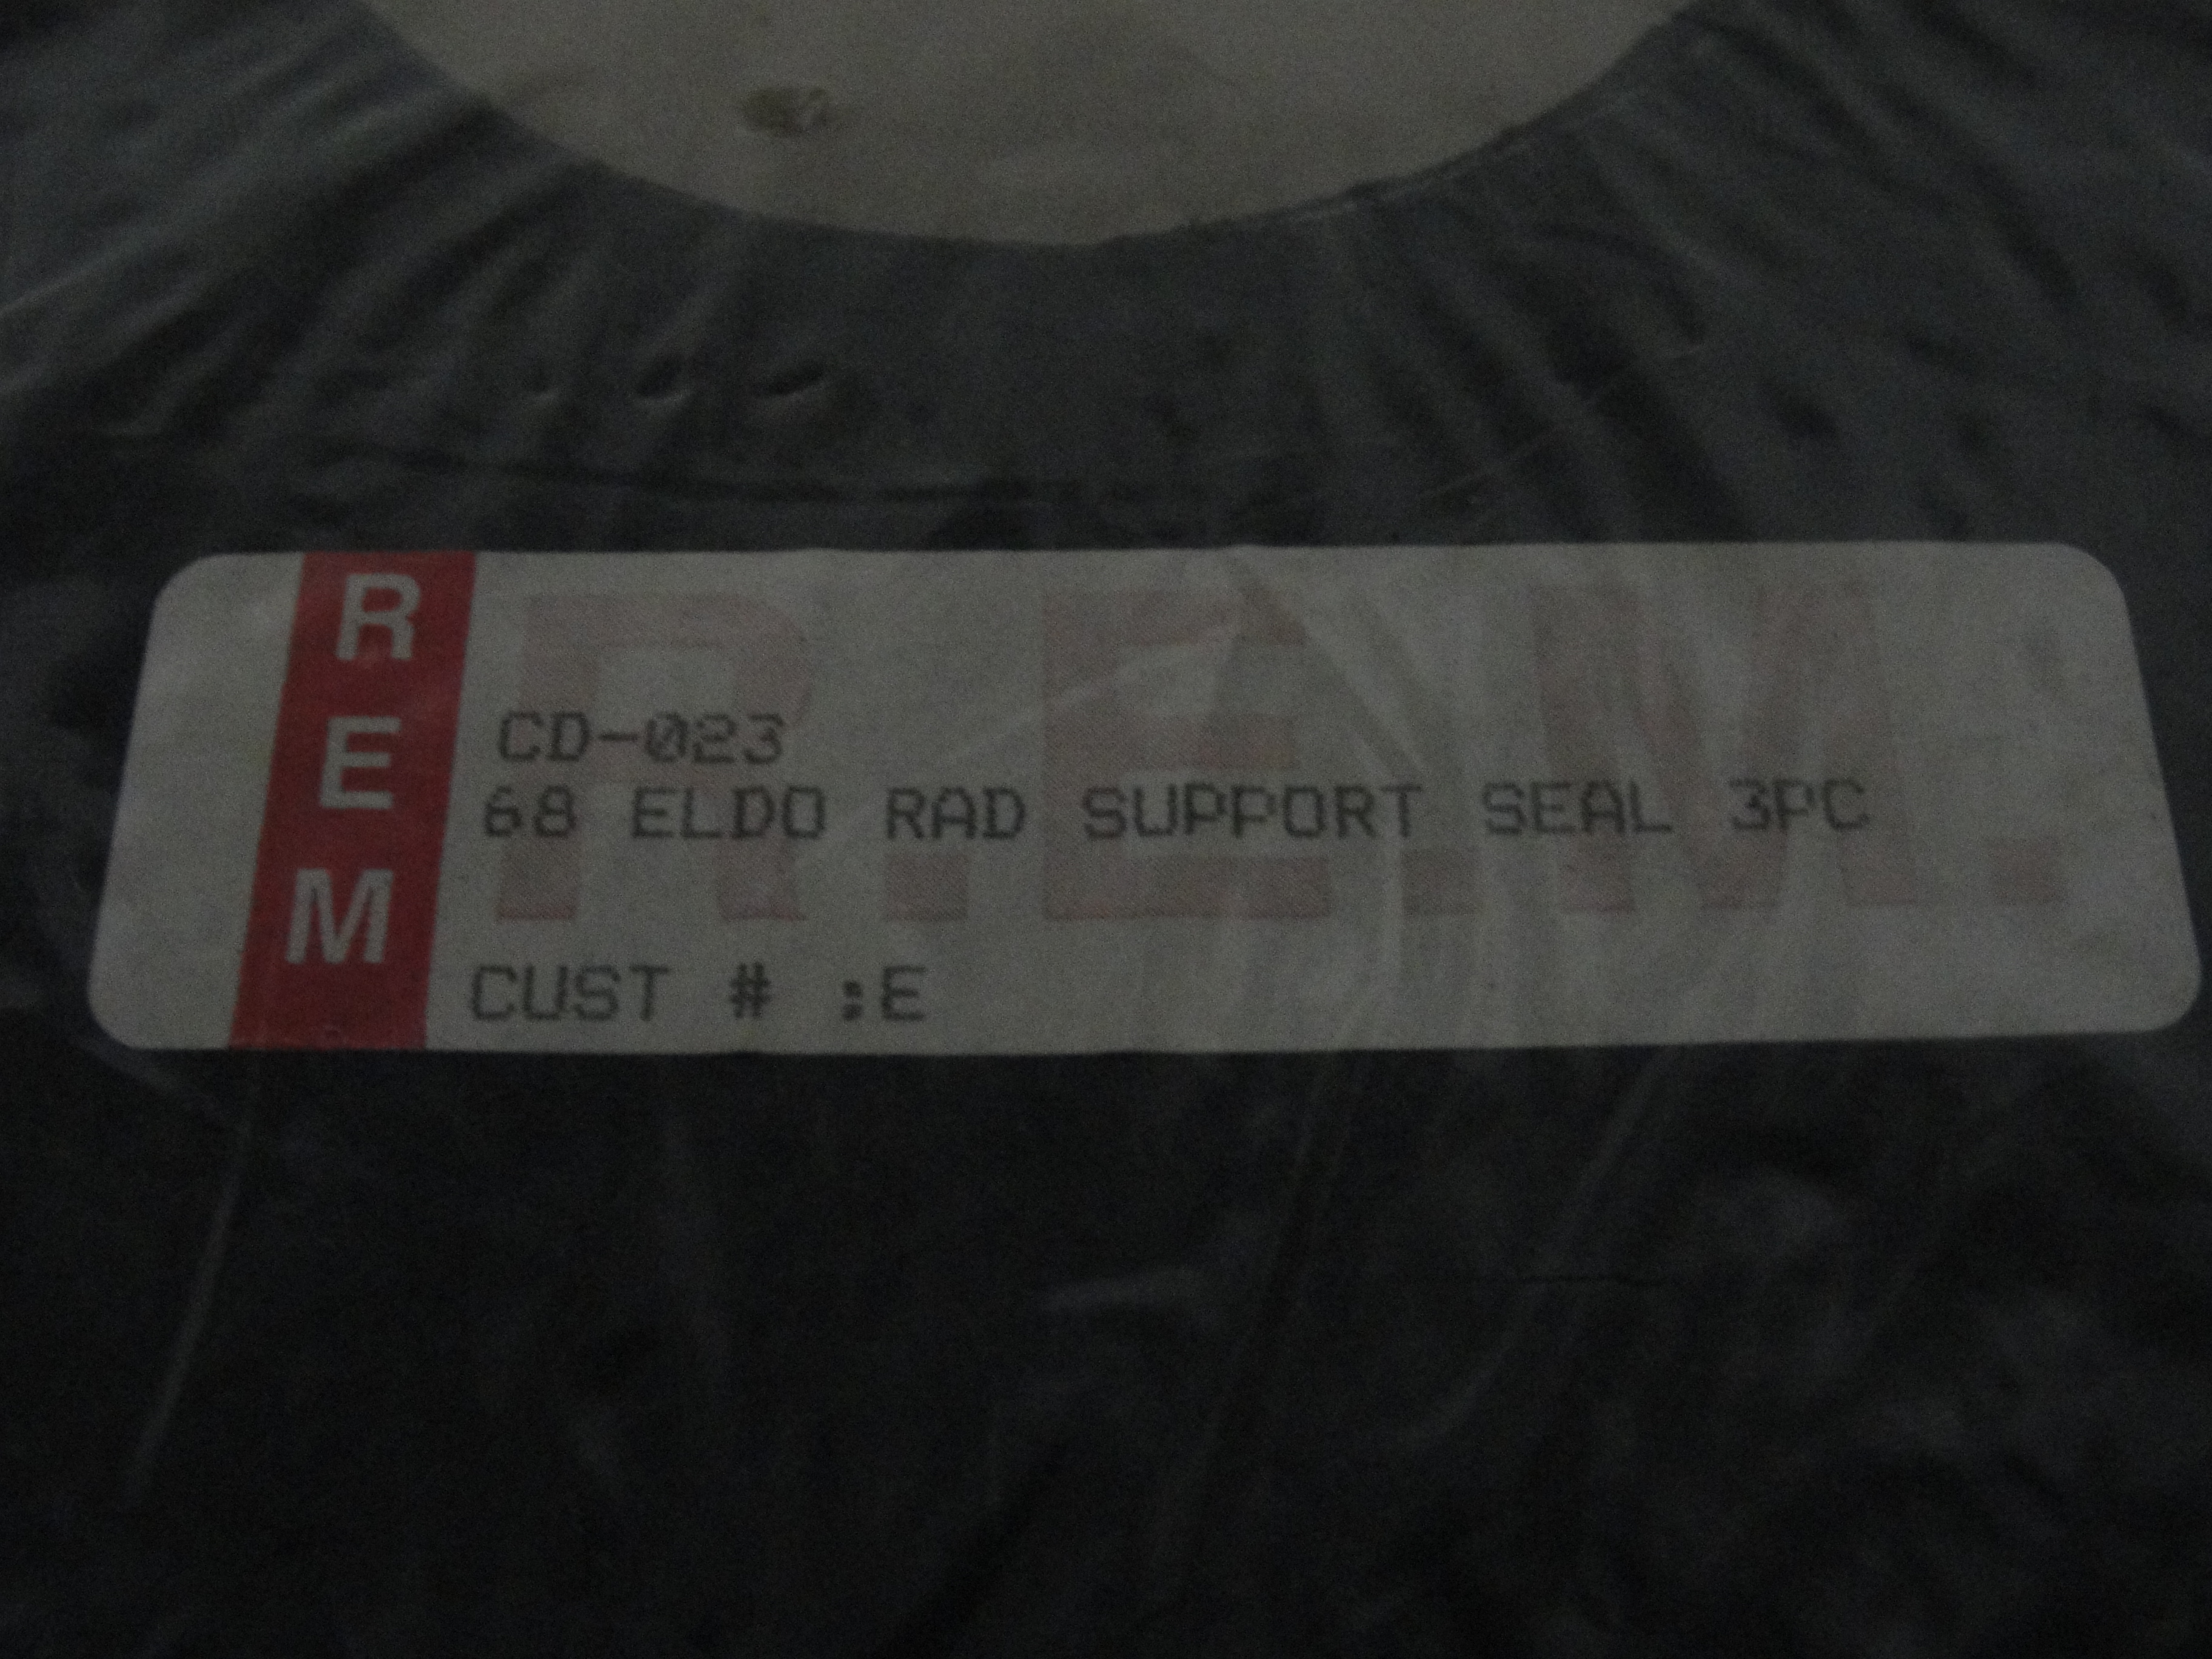 REM
R.E.M.
CD-023
68 ELDO RAD SUPPORT SEAL 3PC
CUST # :E